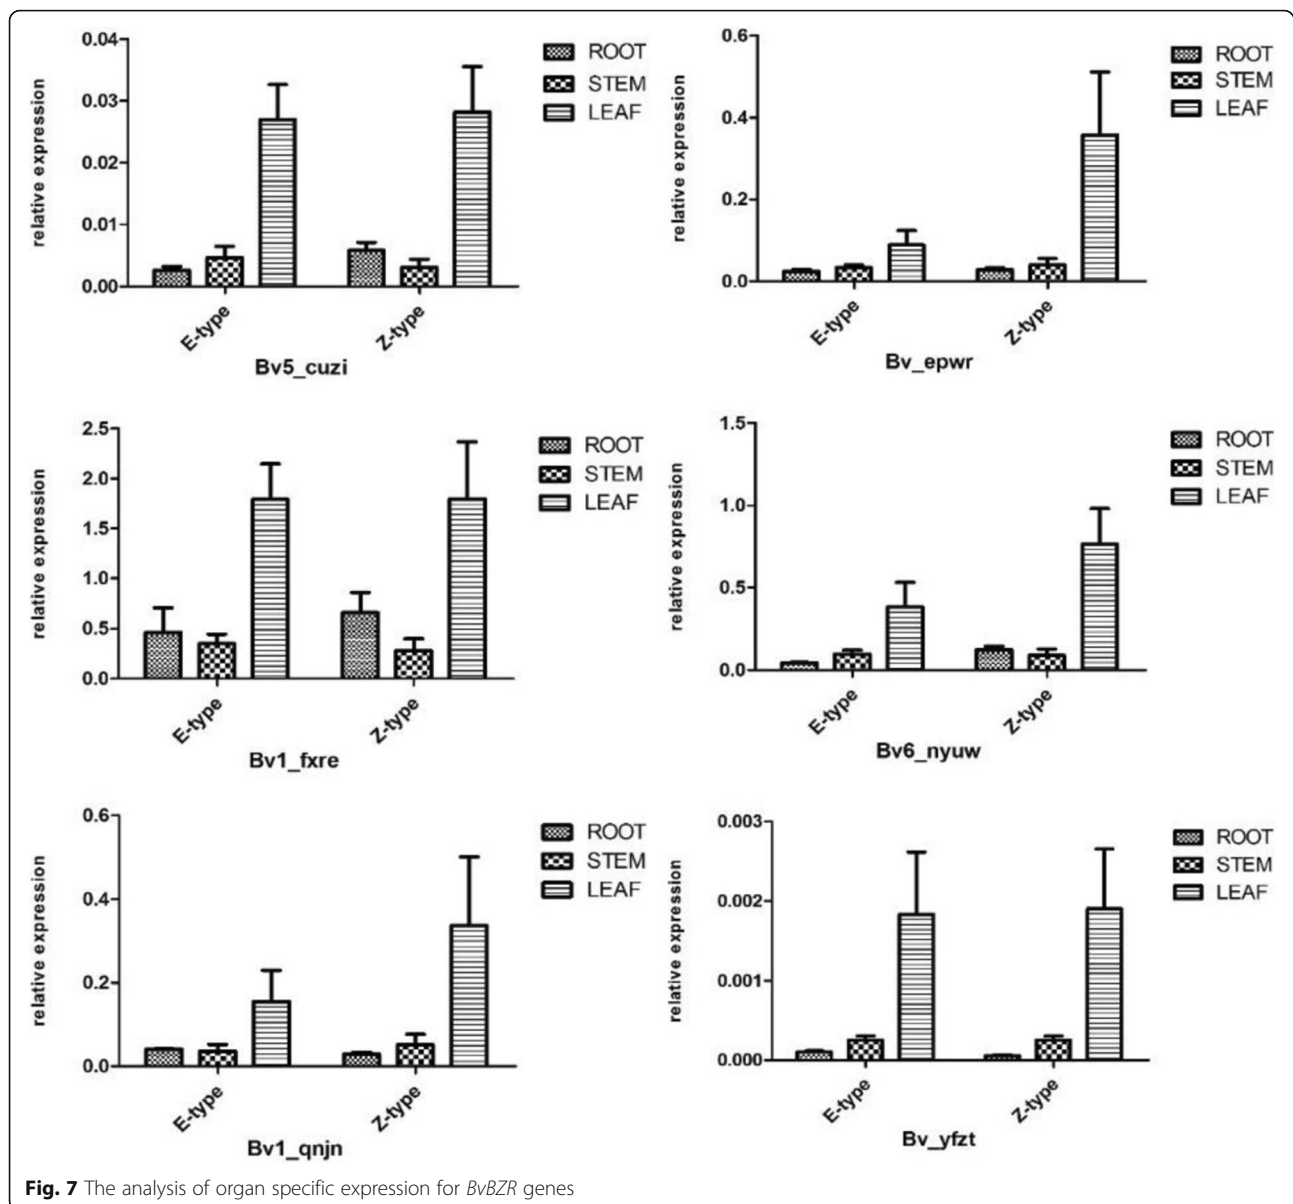 relative expression
0.04
0.03
0.02
0.01
0.00
ROOT
STEM
LEAF
E-type
Z-type
Bv5_cuzi
relative expression
0.6
0.4
0.2
0.0
ROOT
STEM
LEAF
E-type
Z-type
Bv_epwr
relative expression
2.5
2.0
1.5
1.0
0.5
0.0
ROOT
STEM
LEAF
E-type
Z-type
Bv1_fxre
relative expression
1.5
1.0
0.5
0.0
ROOT
STEM
LEAF
E-type
Z-type
Bv6_nyuw
relative expression
0.6
0.4
0.2
0.0
ROOT
STEM
LEAF
E-type
Z-type
Bv1_qnjn
relative expression
0.003
0.002
0.001
0.000
ROOT
STEM
LEAF
E-type
Z-type
Bv_yfzt
Fig. 7 The analysis of organ specific expression for BvBZR genes